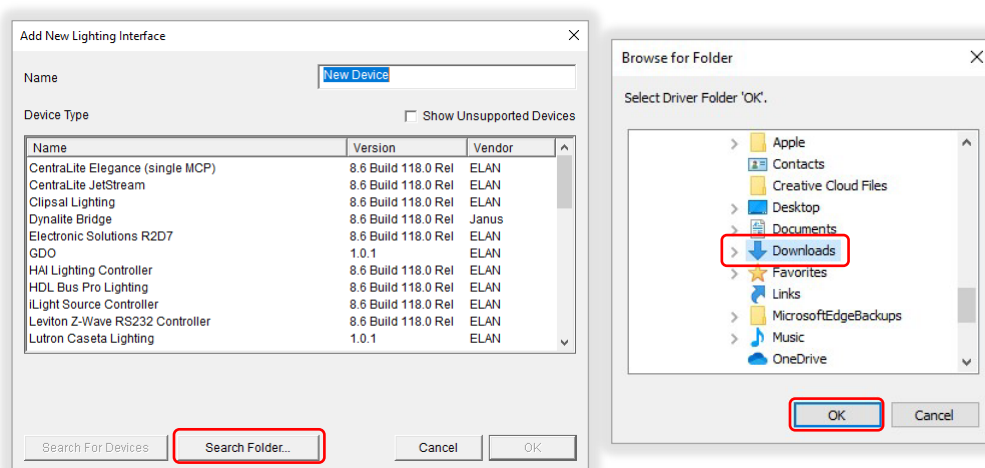 Add New Lighting Interface
Name
New Device
Device Type
Show Unsupported Devices
Name Version Vendor
CentraLite Elegance (single MCP) 8.6 Build 118.0 Rel ELAN
CentraLite JetStream 8.6 Build 118.0 Rel ELAN
Clipsal Lighting 8.6 Build 118.0 Rel ELAN
Dynalite Bridge 8.6 Build 118.0 Rel Janus
Electronic Solutions R2D7 8.6 Build 118.0 Rel ELAN
GDO 1.0.1 ELAN
HAI Lighting Controller 8.6 Build 118.0 Rel ELAN
HDL Bus Pro Lighting 8.6 Build 118.0 Rel ELAN
iLight Source Controller 8.6 Build 118.0 Rel ELAN
Leviton Z-Wave RS232 Controller 8.6 Build 118.0 Rel ELAN
Lutron Caseta Lighting 1.0.1 ELAN
Search For Devices
Search Folder...
Cancel
OK
Browse for Folder
Select Driver Folder 'OK'.
Apple
Contacts
Creative Cloud Files
Desktop
Documents
Downloads
Favorites
Links
MicrosoftEdgeBackups
Music
OneDrive
OK
Cancel